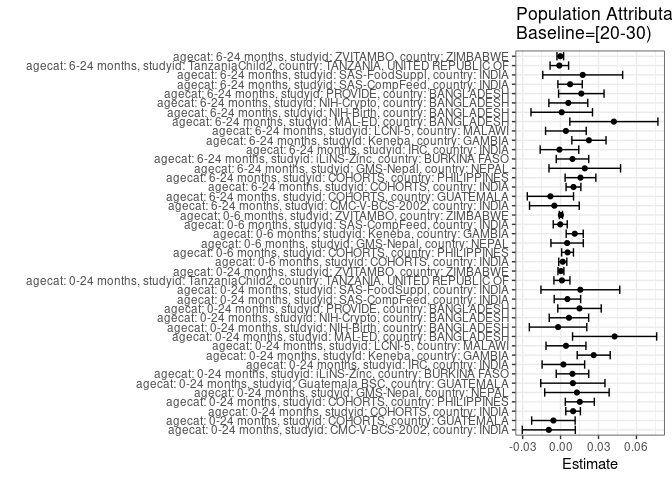 Population Attributa
Baseline=[20-30)
agecat: 6-24 months, studyid: ZVITAMBO, country: ZIMBABWE
agecat: 6-24 months, studyid: TanzaniaChild2, country: TANZANIA, UNITED REPUBLIC OF
agecat: 6-24 months, studyid: SAS-FoodSuppl, country: INDIA
agecat: 6-24 months, studyid: SAS-CompFeed, country: INDIA
agecat: 6-24 months, studyid: PROVIDE, country: BANGLADESH
agecat: 6-24 months, studyid: NIH-Crypto, country: BANGLADESH
agecat: 6-24 months, studyid: NIH-Birth, country: BANGLADESH
agecat: 6-24 months, studyid: MAL-ED, country: BANGLADESH
agecat: 6-24 months, studyid: LCNI-5, country: MALAWI
agecat: 6-24 months, studyid: Keneba, country: GAMBIA
agecat: 6-24 months, studyid: IRC, country: INDIA
agecat: 6-24 months, studyid: iLiNS-Zinc, country: BURKINA FASO
agecat: 6-24 months, studyid: GMS-Nepal, country: NEPAL
agecat: 6-24 months, studyid: COHORTS, country: PHILIPPINES
agecat: 6-24 months, studyid: COHORTS, country: INDIA
agecat: 6-24 months, studyid: COHORTS, country: GUATEMALA
agecat: 6-24 months, studyid: CMC-V-BCS-2002, country: INDIA
agecat: 0-6 months, studyid: ZVITAMBO, country: ZIMBABWE
agecat: 0-6 months, studyid: SAS-CompFeed, country: INDIA
agecat: 0-6 months, studyid: Keneba, country: GAMBIA
agecat: 0-6 months, studyid: GMS-Nepal, country: NEPAL
agecat: 0-6 months, studyid: COHORTS, country: PHILIPPINES
agecat: 0-6 months, studyid: COHORTS, country: INDIA
agecat: 0-24 months, studyid: ZVITAMBO, country: ZIMBABWE
agecat: 0-24 months, studyid: TanzaniaChild2, country: TANZANIA, UNITED REPUBLIC OF
agecat: 0-24 months, studyid: SAS-FoodSuppl, country: INDIA
agecat: 0-24 months, studyid: SAS-CompFeed, country: INDIA
agecat: 0-24 months, studyid: PROVIDE, country: BANGLADESH
agecat: 0-24 months, studyid: NIH-Crypto, country: BANGLADESH
agecat: 0-24 months, studyid: NIH-Birth, country: BANGLADESH
agecat: 0-24 months, studyid: MAL-ED, country: BANGLADESH
agecat: 0-24 months, studyid: LCNI-5, country: MALAWI
agecat: 0-24 months, studyid: Keneba, country: GAMBIA
agecat: 0-24 months, studyid: IRC, country: INDIA
agecat: 0-24 months, studyid: iLiNS-Zinc, country: BURKINA FASO
agecat: 0-24 months, studyid: Guatemala BSC, country: GUATEMALA
agecat: 0-24 months, studyid: GMS-Nepal, country: NEPAL
agecat: 0-24 months, studyid: COHORTS, country: PHILIPPINES
agecat: 0-24 months, studyid: COHORTS, country: INDIA
agecat: 0-24 months, studyid: COHORTS, country: GUATEMALA
agecat: 0-24 months, studyid: CMC-V-BCS-2002, country: INDIA
-0.03 0.00 0.03 0.06
Estimate